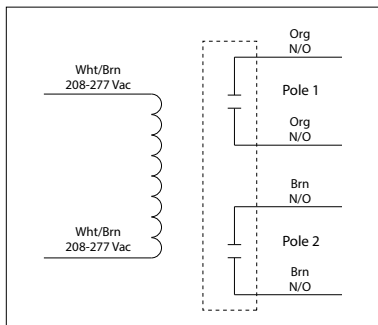 Org
N/O
Wht/Brn
208-277 Vac
Pole 1
Org
N/O
Brn
N/O
Wht/Brn
208-277 Vac
Pole 2
Brn
N/O